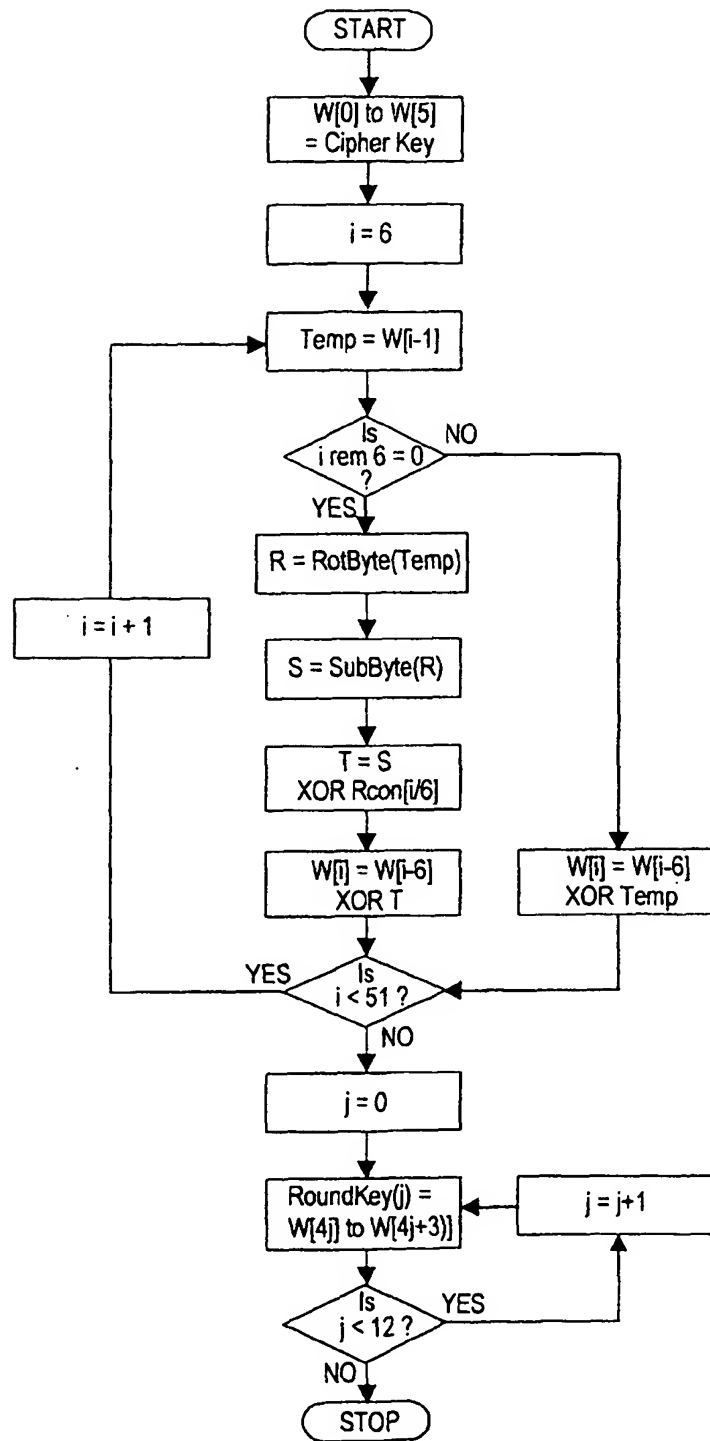 START
W[0] to W[5]
= Cipher Key
i = 6
Temp = W[i-1]
Is
i rem 6 = 0
?
NO
YES
R = RotByte(Temp)
i = i + 1
S = SubByte(R)
T = S
XOR Rcon[i/6]
W[i] = W[i-6]
XOR T
W[i] = W[i-6]
XOR Temp
Is
i < 51 ?
YES
NO
j = 0
RoundKey(j) =
W[4j] to W[4j+3)]
j = j+1
Is
j < 12 ?
YES
NO
STOP